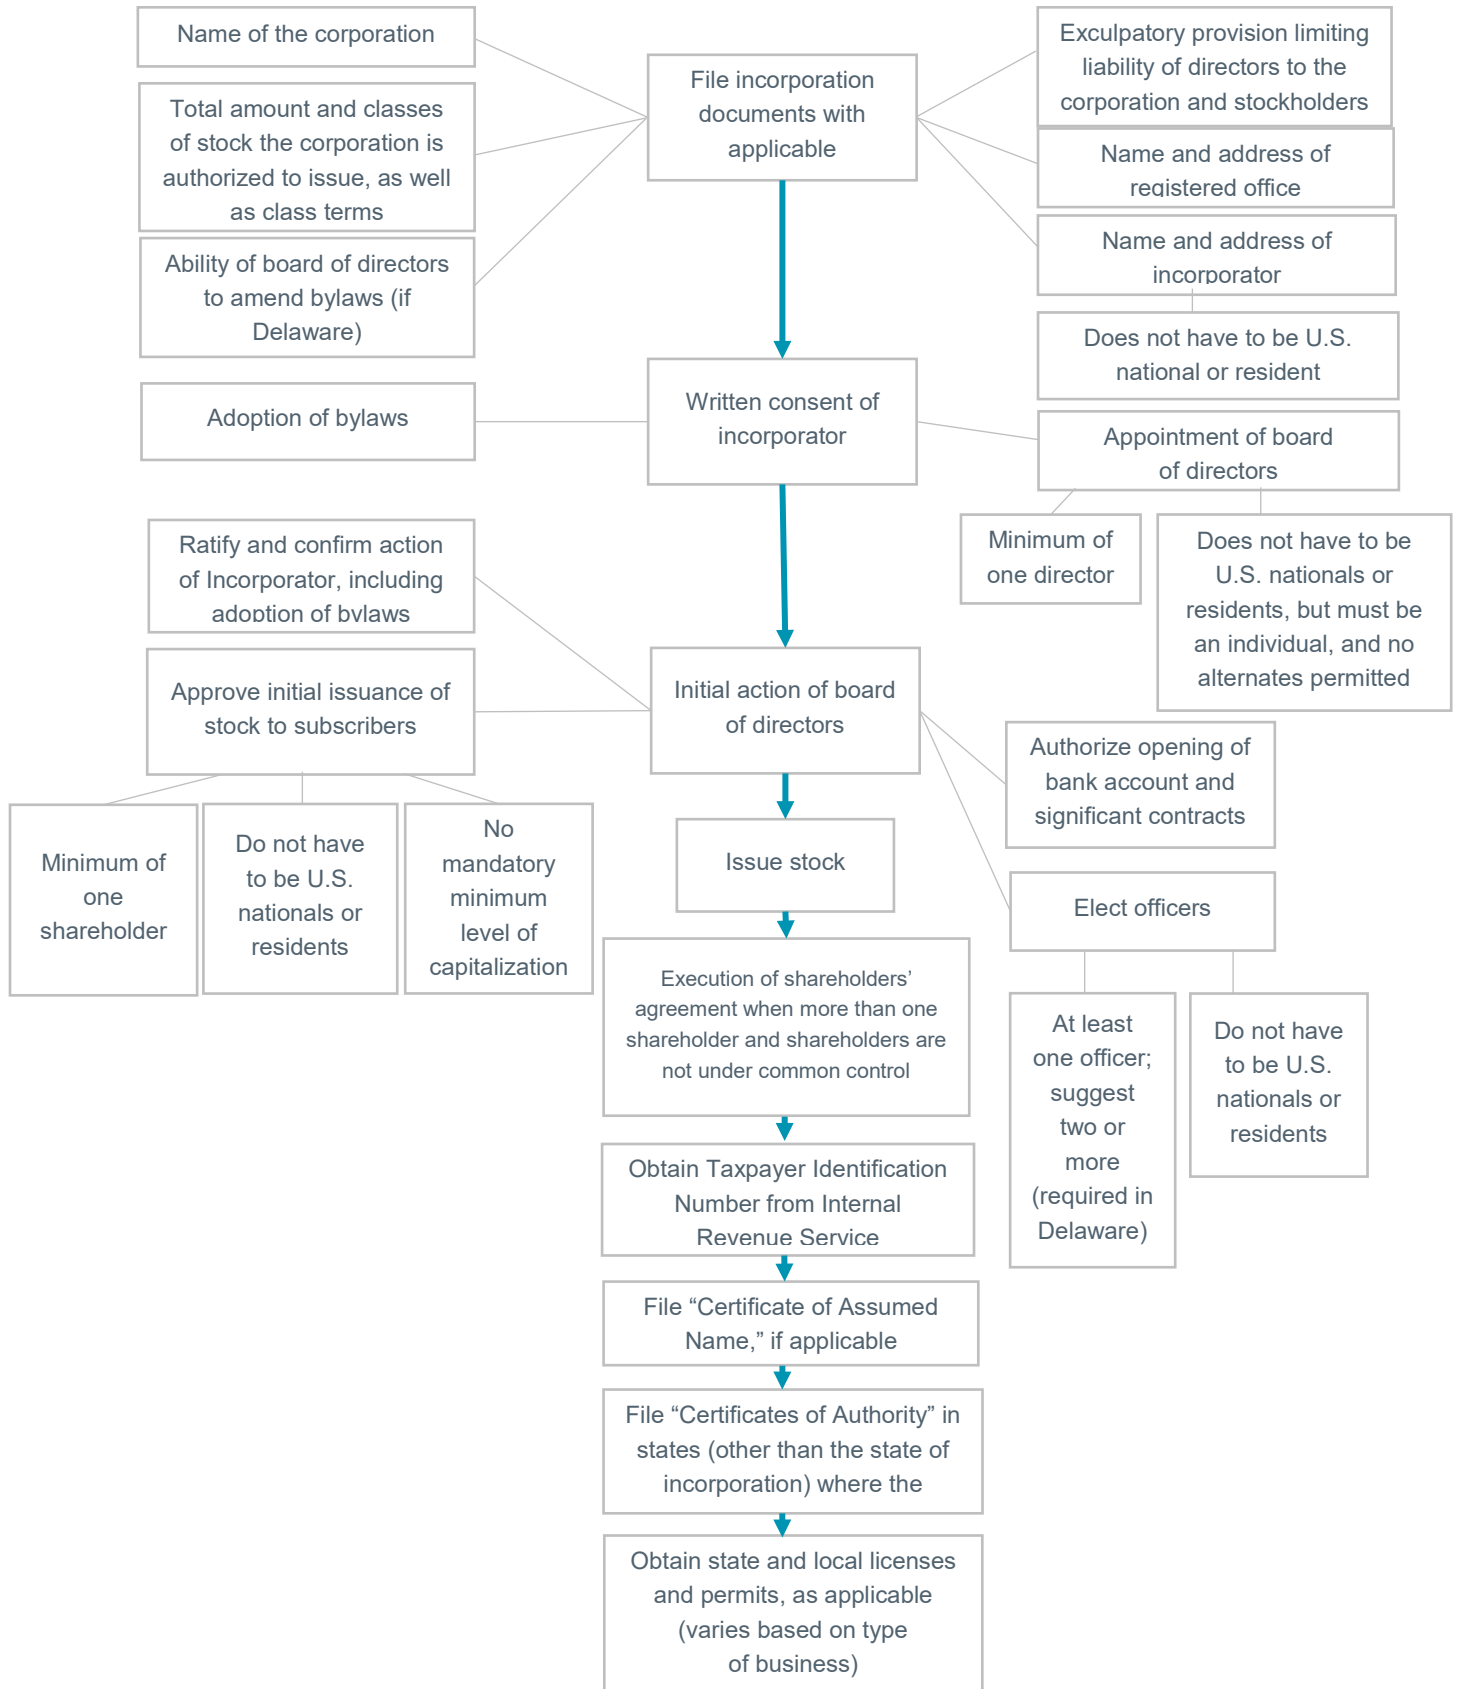 Name of the corporation
Total amount and classes
of stock the corporation is
authorized to issue, as well
as class terms
Ability of board of directors
to amend bylaws (if
Delaware)
File incorporation
documents with
applicable
Exculpatory provision limiting
liability of directors to the
corporation and stockholders
Name and address of
registered office
Name and address of
incorporator
Does not have to be U.S.
national or resident
Adoption of bylaws
Written consent of
incorporator
Appointment of board
of directors
Minimum of
one director
Does not have to be
U.S. nationals or
residents, but must be
an individual, and no
alternates permitted
Ratify and confirm action
of Incorporator, including
adoption of bylaws
Approve initial issuance of
stock to subscribers
Minimum of
one
shareholder
Do not have
to be U.S.
nationals or
residents
No
mandatory
minimum
level of
capitalization
Initial action of board
of directors
Authorize opening of
bank account and
significant contracts
Elect officers
At least
one officer;
suggest
two or
more
(required in
Delaware)
Do not have
to be U.S.
nationals or
residents
Issue stock
Execution of shareholders’
agreement when more than one
shareholder and shareholders are
not under common control
Obtain Taxpayer Identification
Number from Internal
Revenue Service
File “Certificate of Assumed
Name,” if applicable
File “Certificates of Authority” in
states (other than the state of
incorporation) where the
Obtain state and local licenses
and permits, as applicable
(varies based on type
of business)